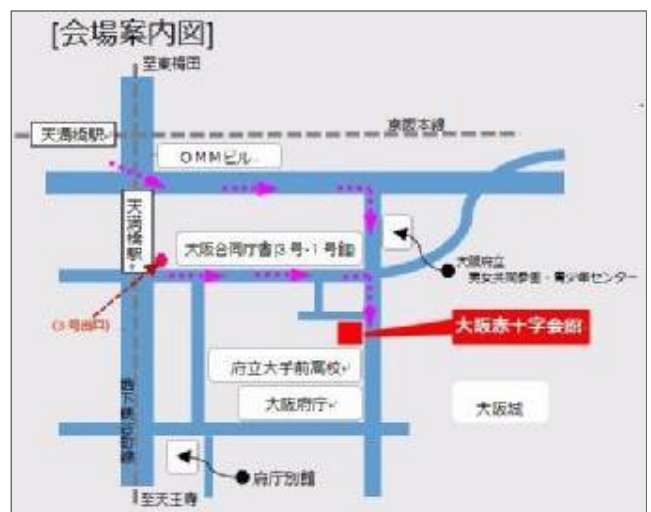 [会場案内図]
至東梅田
天満橋駅
京阪本線
OMMビル
天満橋駅
大阪合同庁舎(3号・1号館)
大阪府立
男女共同参画・青少年センター
(3号出口)
大阪赤十字会館
府立大手前高校
大阪府庁
大阪城
地下鉄谷町線
府庁別館
至天王寺